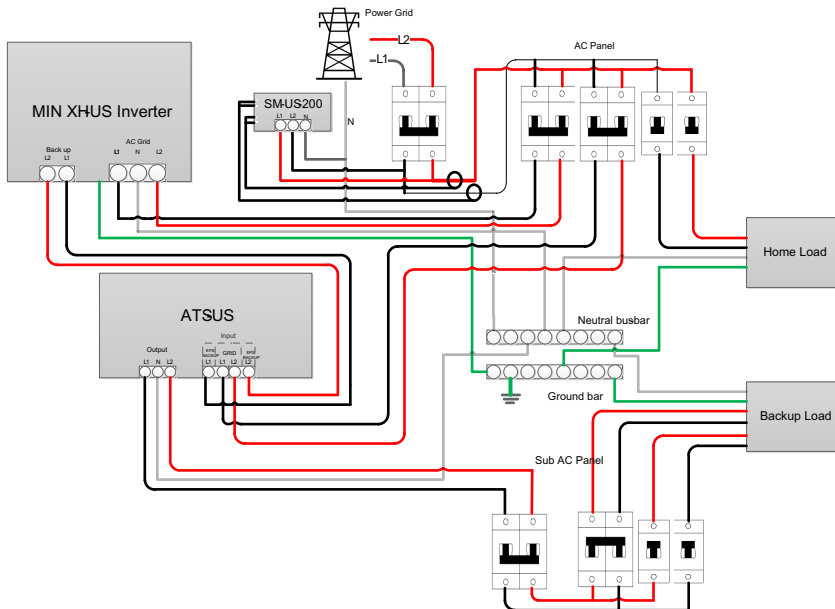 Power Grid
L2
L1
AC Panel
MIN XH-US Inverter
SM-US200
L1 L2 N
N
Back up
L2 L1
AC Grid
L1 N L2
Home Load
ATSUS
Input
Output
EPS BACKUP
GRID
EPS BACKUP
L1 N L2
L1 L1 L2 L2
N
Neutral busbar
Ground bar
Backup Load
Sub AC Panel